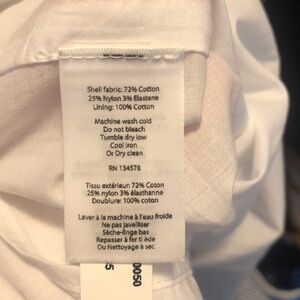 Shell fabric: 72% Cotton
25% Nylon 3% Elastane
Lining: 100% Cotton
Machine wash cold
Do not bleach
Tumble dry low
Cool iron
Or Dry clean
RN 134578
Tissu extérieur: 72% Coton
25% nylon 3% élasthanne
Doublure: 100% coton
Laver à la machine à l'eau froide
Ne pas javelliser
Sèche-linge bas
Repasser à fer tiède
Ou Nettoyage à sec
0050
5